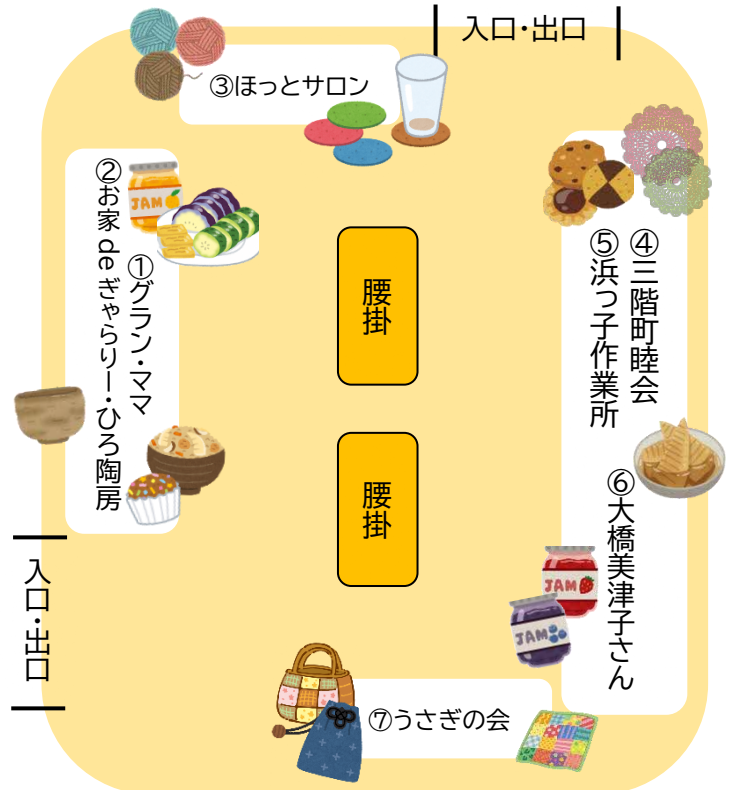 入口・出口
③ほっとサロン
②お家 de ぎゃらりー・ひろ陶房
①グラン・ママ
JAM
腰掛
④三階町睦会
⑤浜っ子作業所
腰掛
⑥大橋美津子さん
JAM
JAM
入口・出口
⑦うさぎの会